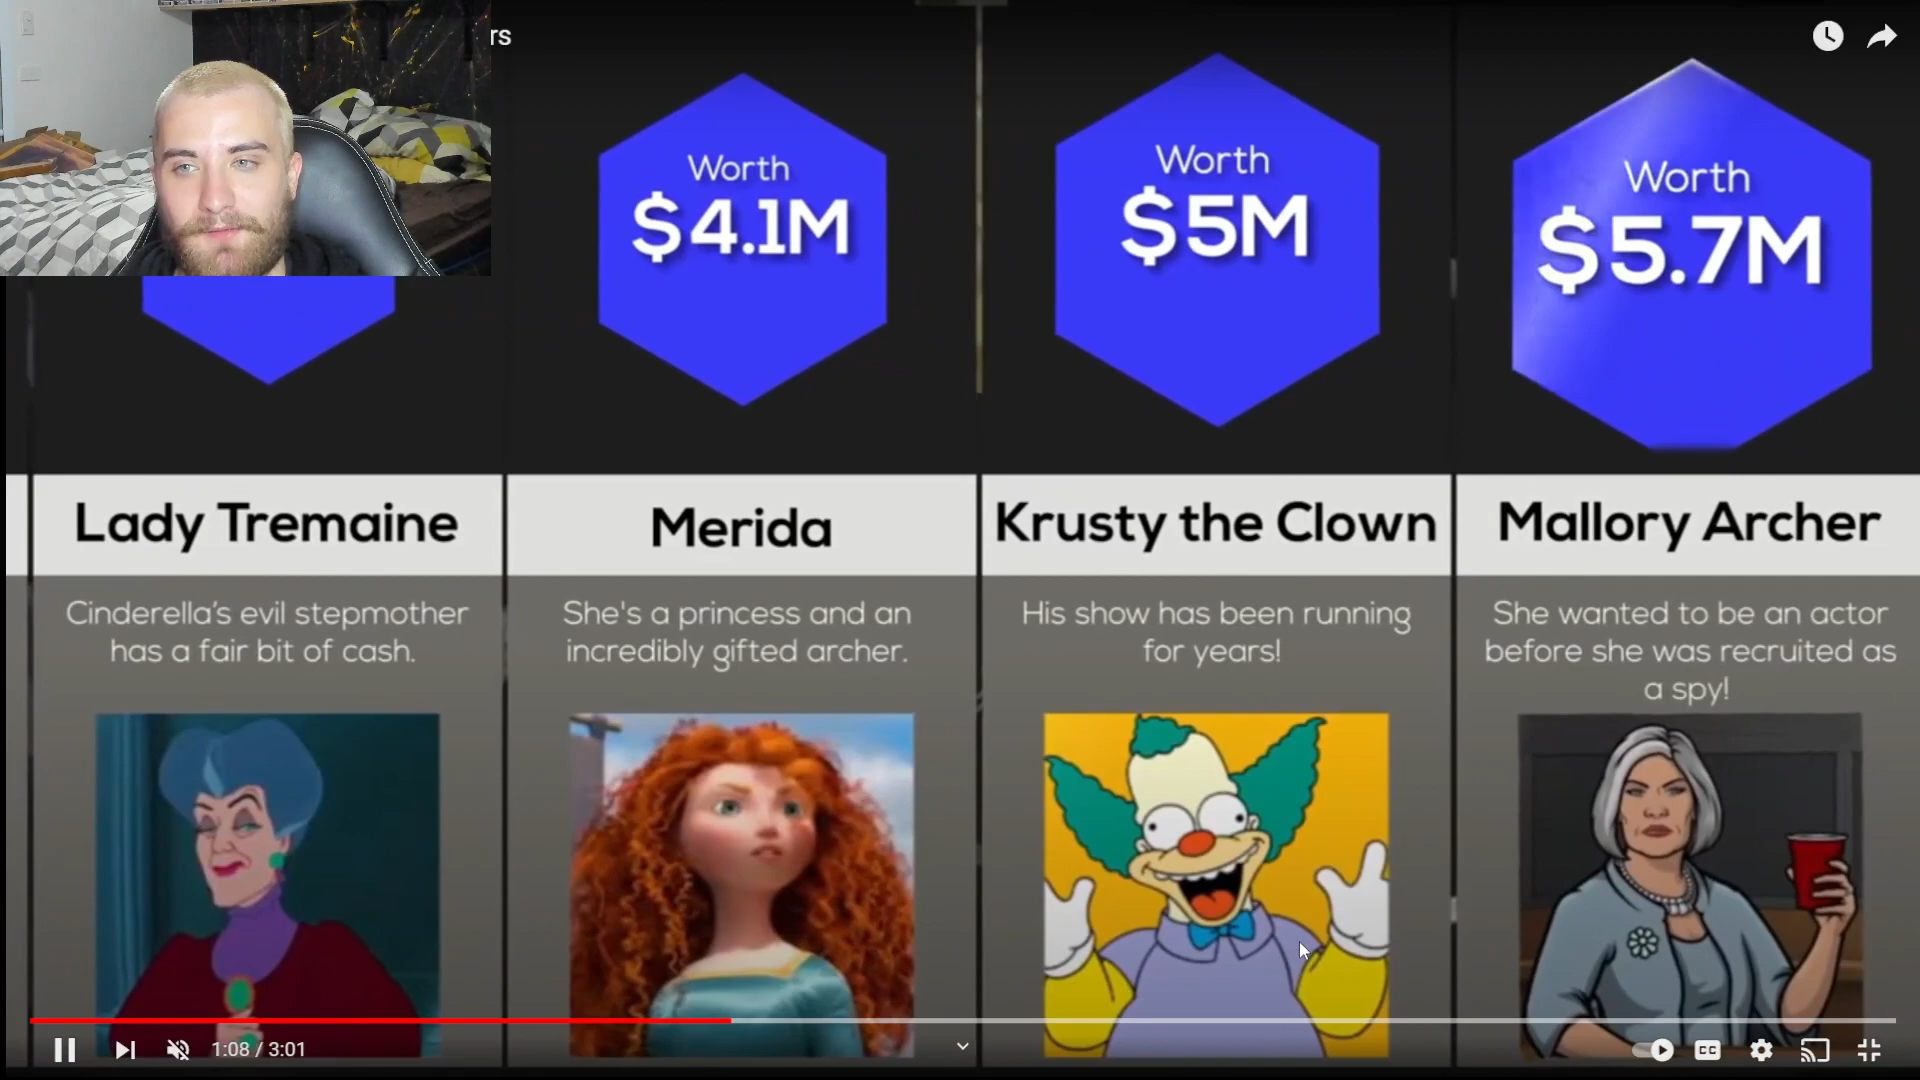 rs
Worth
$4.1M
Worth
$5M
Worth
$5.7M
Lady Tremaine
Merida
Krusty the Clown
Mallory Archer
Cinderella's evil stepmother
has a fair bit of cash.
She's a princess and an
incredibly gifted archer.
His show has been running
for years!
She wanted to be an actor
before she was recruited as
a spy!
1:08 / 3:01
CC